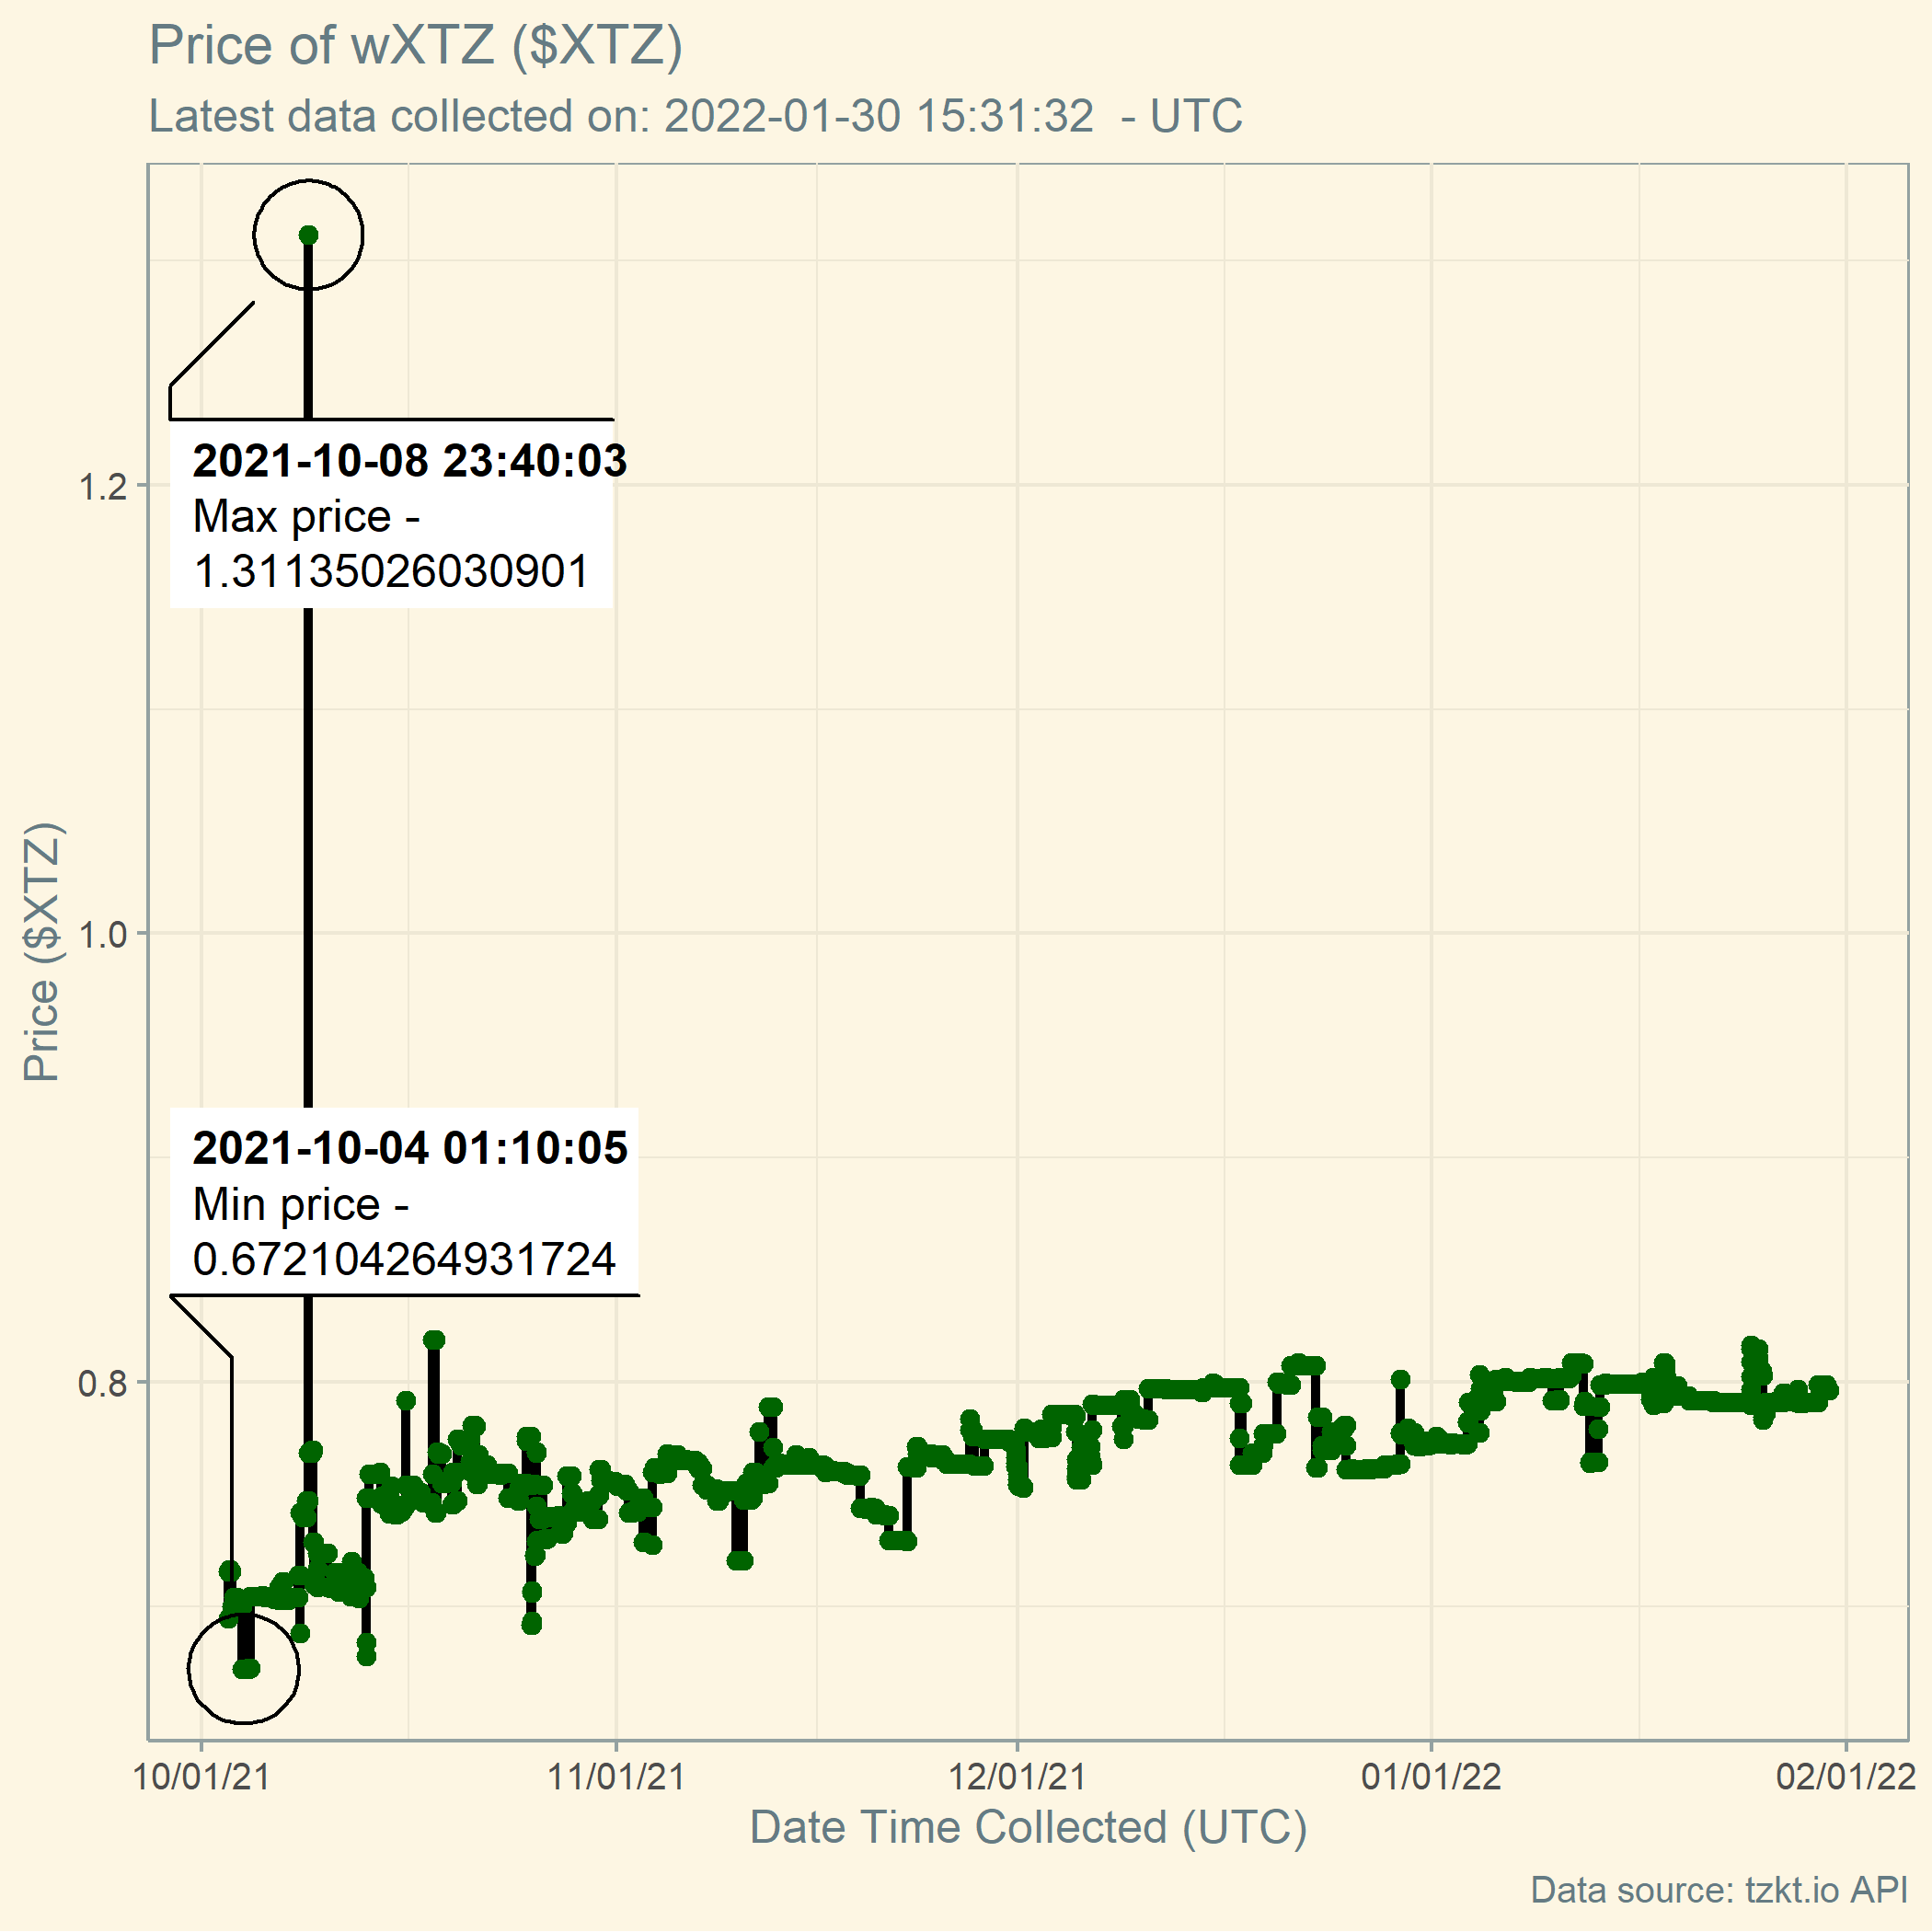 Price of wXTZ ($XTZ)
Latest data collected on: 2022-01-30 15:31:32  - UTC
2021-10-08 23:40:03
Max price -
1.31135026030901
1.2
1.0
2021-10-04 01:10:05
Min price -
0.672104264931724
0.8
Price ($XTZ)
10/01/21 11/01/21 12/01/21 01/01/22 02/01/22
Date Time Collected (UTC)
Data source: tzkt.io API